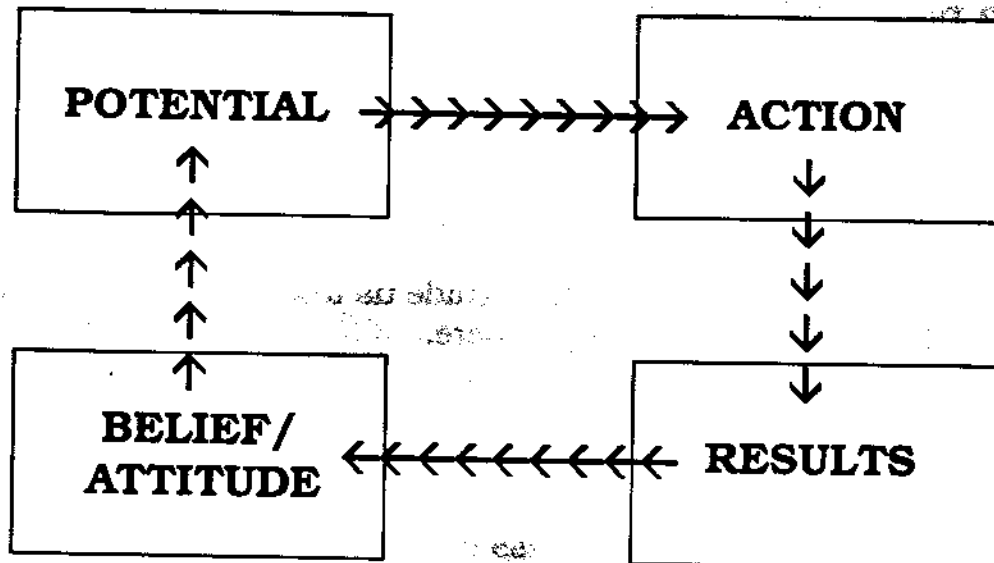 POTENTIAL
ACTION
BELIEF/
ATTITUDE
RESULTS